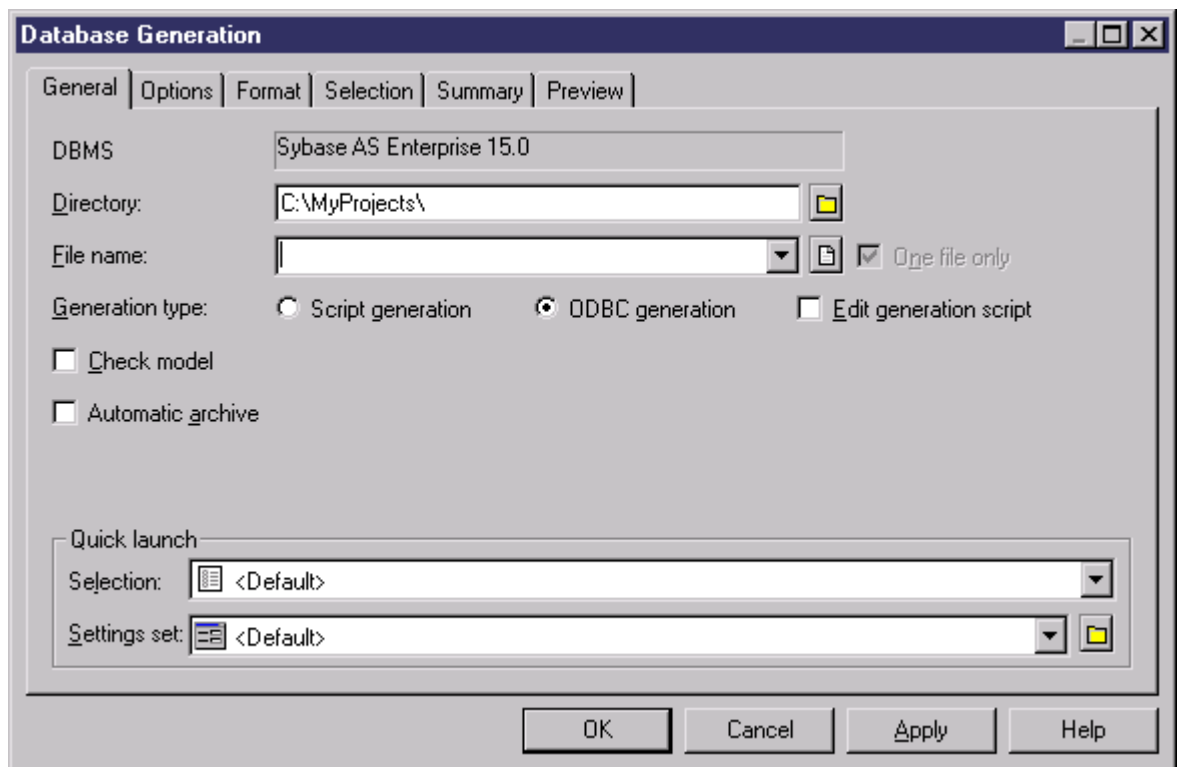 Database Generation
General Options Format Selection Summary Preview
DBMS Sybase AS Enterprise 15.0
Directory: C:\MyProjects\
File name: One file only
Generation type: Script generation ODBC generation Edit generation script
Check model
Automatic archive
Quick launch
Selection: <Default>
Settings set: <Default>
OK Cancel Apply Help